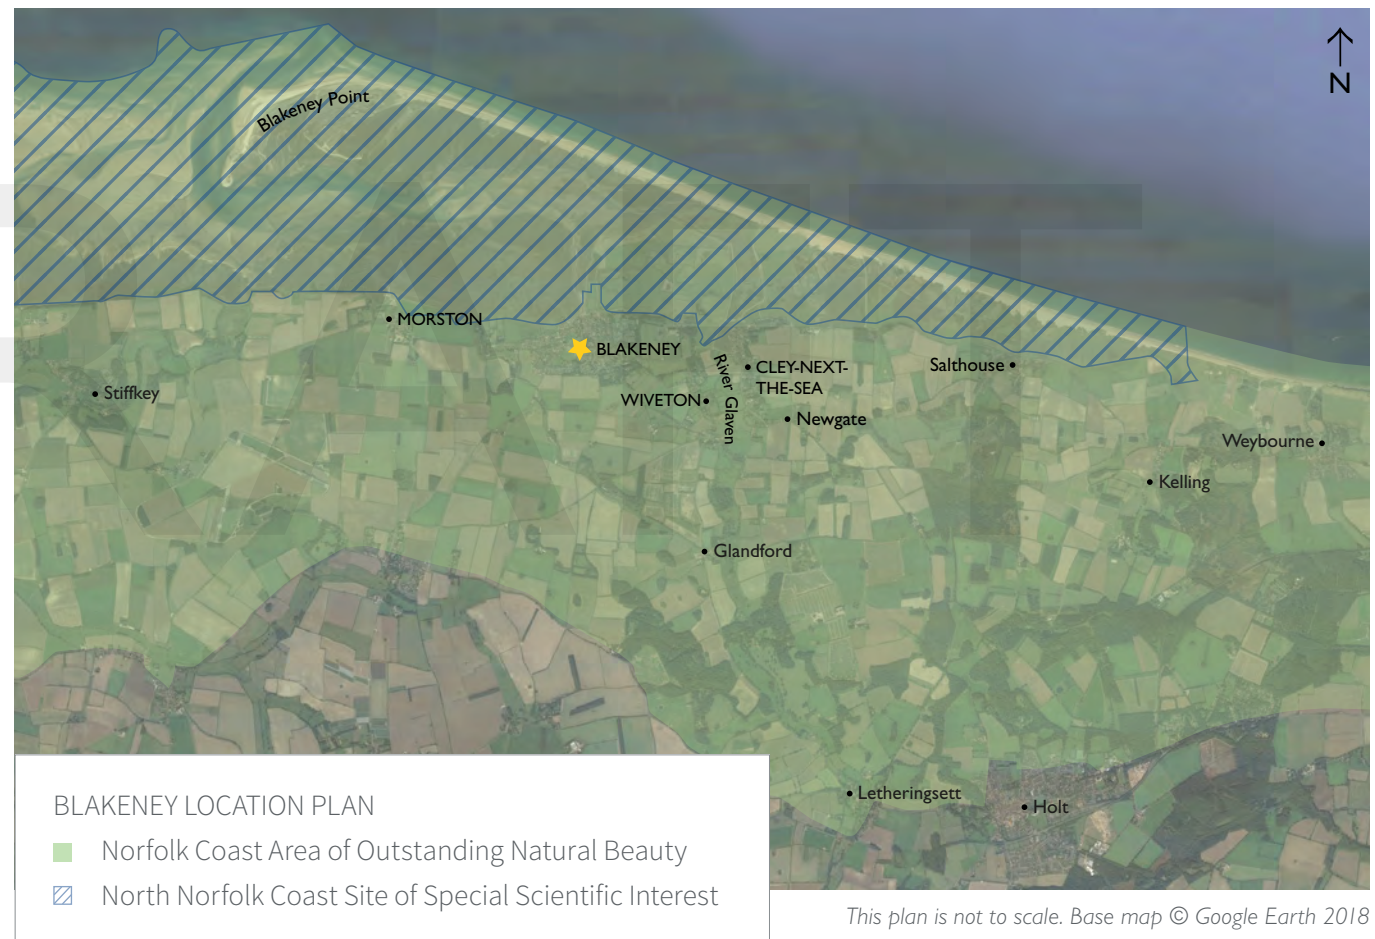 N
Blakeney Point
MORSTON
BLAKENEY
Stiffkey
WIVETON
River Glaven
CLEY-NEXT-
THE-SEA
Newgate
Salthouse
Weybourne
Kelling
Glandford
Letheringsett
Holt
BLAKENEY LOCATION PLAN
Norfolk Coast Area of Outstanding Natural Beauty
North Norfolk Coast Site of Special Scientific Interest
This plan is not to scale. Base map © Google Earth 2018